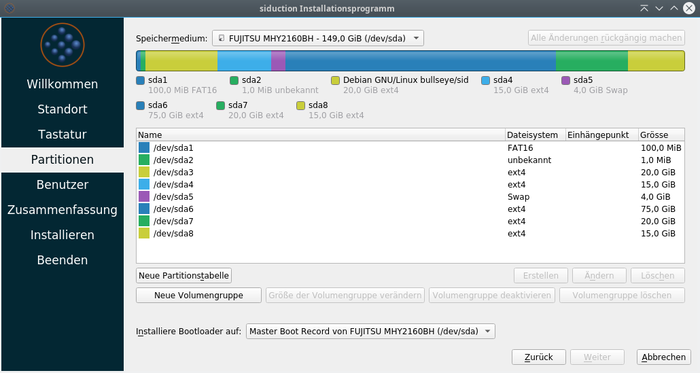 siduction Installationsprogramm
Willkommen
Standort
Tastatur
Partitionen
Benutzer
Zusammenfassung
Installieren
Beenden
Speichermedium: FUJITSU MHY2160BH - 149,0 GiB (/dev/sda) Alle Änderungen rückgängig machen
sda1 sda2 Debian GNU/Linux bullseye/sid sda4 sda5
100,0 MiB FAT16 1,0 MiB unbekannt 20,0 GiB ext4 15,0 GiB ext4 4,0 GiB Swap
sda6 sda7 sda8
75,0 GiB ext4 20,0 GiB ext4 15,0 GiB ext4
Name Dateisystem Einhängepunkt Grösse
/dev/sda1 FAT16 100,0 MiB
/dev/sda2 unbekannt 1,0 MiB
/dev/sda3 ext4 20,0 GiB
/dev/sda4 ext4 15,0 GiB
/dev/sda5 Swap 4,0 GiB
/dev/sda6 ext4 75,0 GiB
/dev/sda7 ext4 20,0 GiB
/dev/sda8 ext4 15,0 GiB
Neue Partitionstabelle Erstellen Ändern Löschen
Neue Volumengruppe Größe der Volumengruppe verändern Volumengruppe deaktivieren Volumengruppe löschen
Installiere Bootloader auf: Master Boot Record von FUJITSU MHY2160BH (/dev/sda)
Zurück Weiter Abbrechen